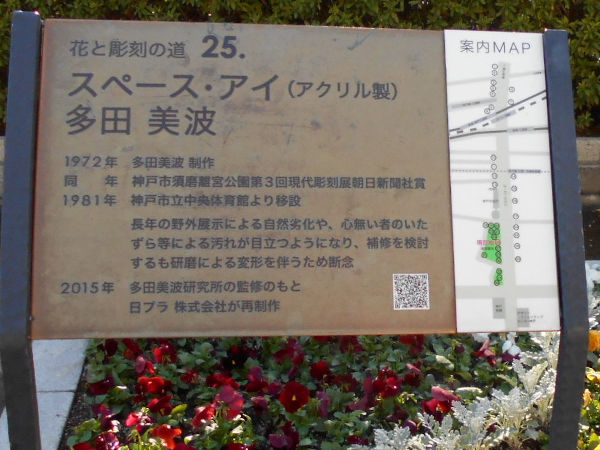 花と彫刻の道 25.
スペース・アイ（アクリル製）
多田 美波
1972年 多田美波 制作
同 年 神戸市須磨離宮公園第3回現代彫刻展朝日新聞社賞
1981年 神戸市立中央体育館より移設
長年の野外展示による自然劣化や、心無い者のいた
ずら等による汚れが目立つようになり、補修を検討
するも研磨による変形を伴うため断念
2015年 多田美波研究所の監修のもと
日プラ 株式会社が再制作
案内MAP